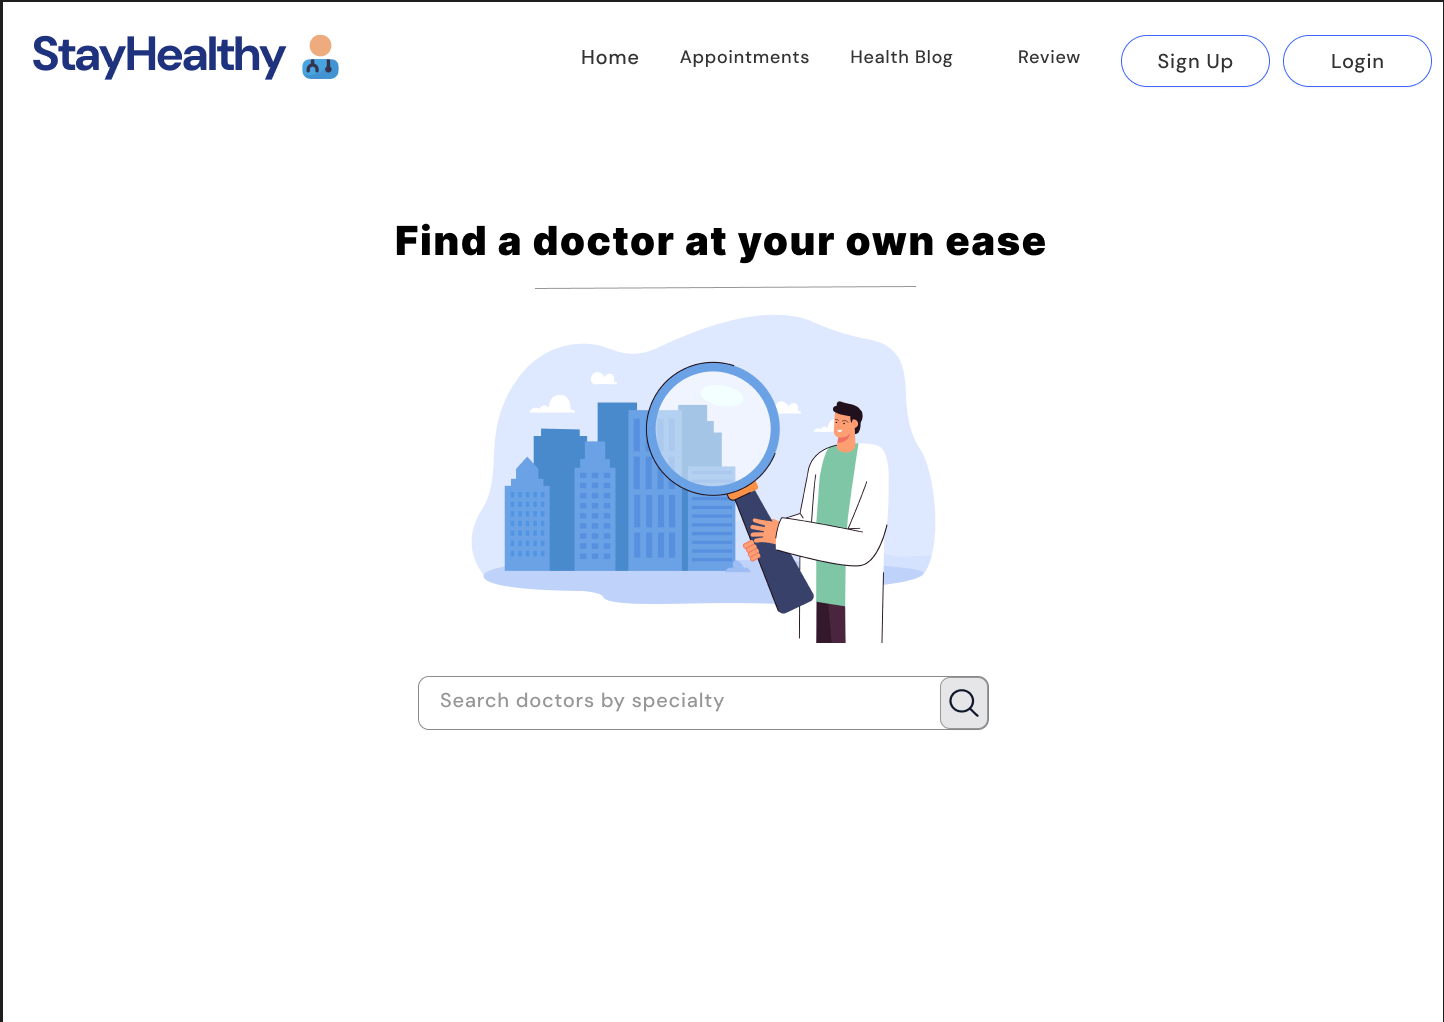 StayHealthy
Home Appointments Health Blog Review Sign Up Login
Find a doctor at your own ease
Search doctors by specialty